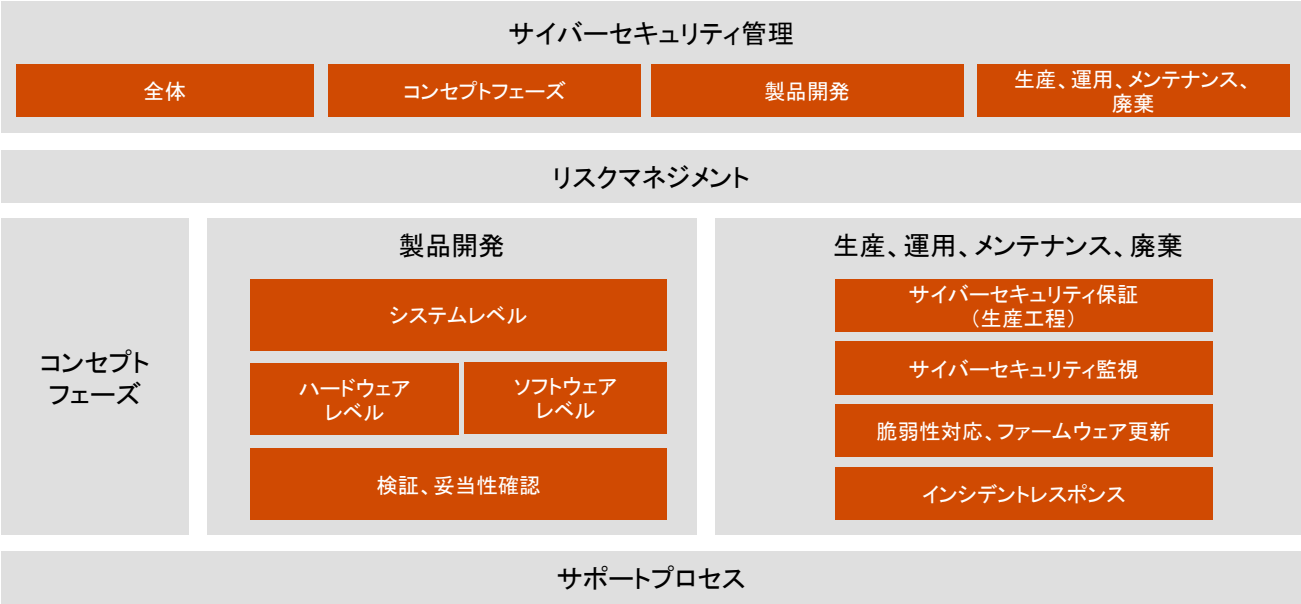 サイバーセキュリティ管理
全体
コンセプトフェーズ
製品開発
生産、運用、メンテナンス、
廃棄
リスクマネジメント
コンセプト
フェーズ
製品開発
システムレベル
ハードウェア
レベル
ソフトウェア
レベル
検証、妥当性確認
生産、運用、メンテナンス、廃棄
サイバーセキュリティ保証
（生産工程）
サイバーセキュリティ監視
脆弱性対応、ファームウェア更新
インシデントレスポンス
サポートプロセス